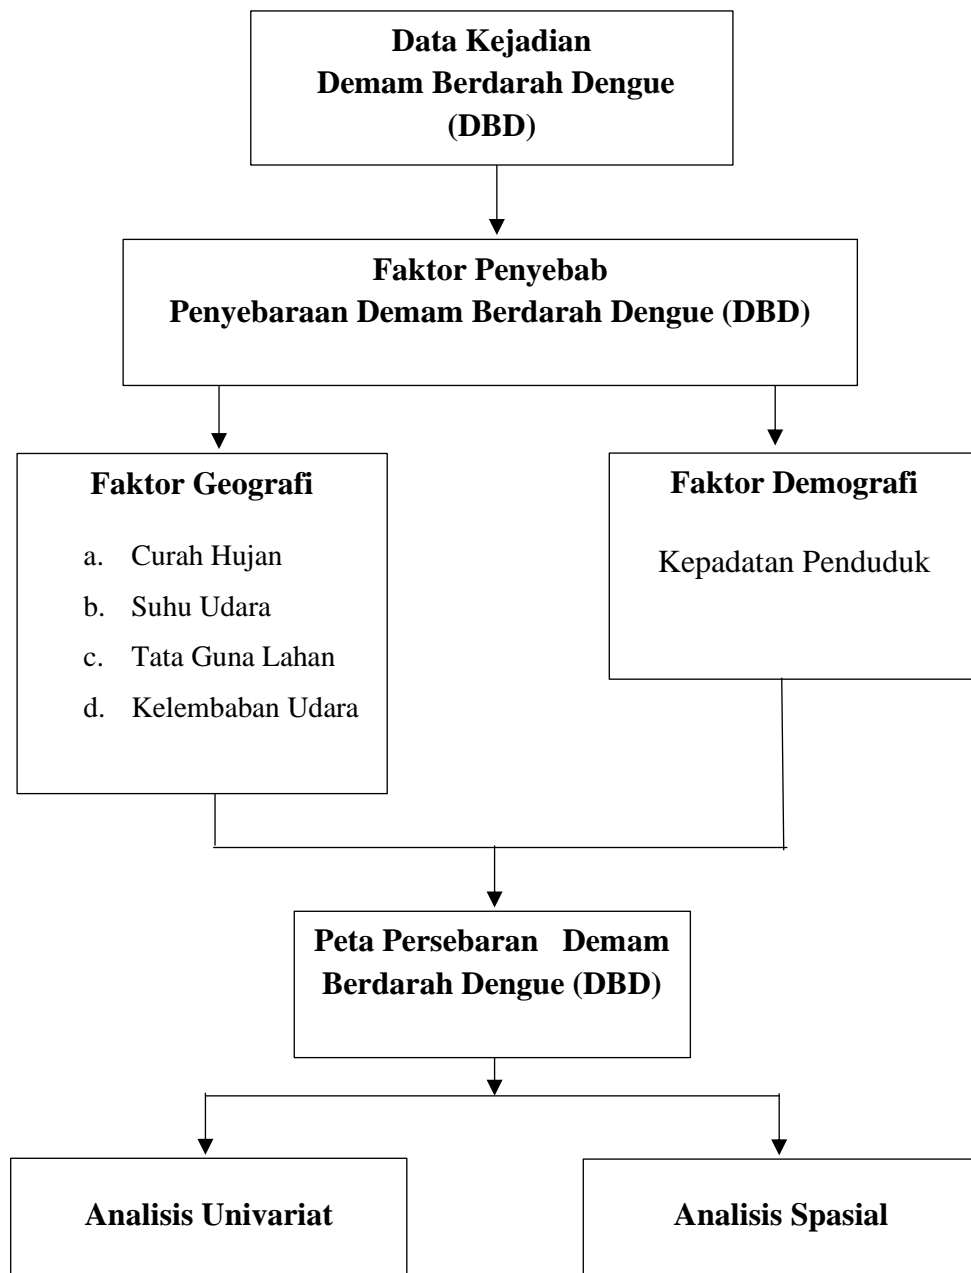 Data Kejadian
Demam Berdarah Dengue
(DBD)
Faktor Penyebab
Penyebaraan Demam Berdarah Dengue (DBD)
Faktor Geografi
a. Curah Hujan
b. Suhu Udara
c. Tata Guna Lahan
d. Kelembaban Udara
Faktor Demografi
Kepadatan Penduduk
Peta Persebaran Demam
Berdarah Dengue (DBD)
Analisis Univariat
Analisis Spasial